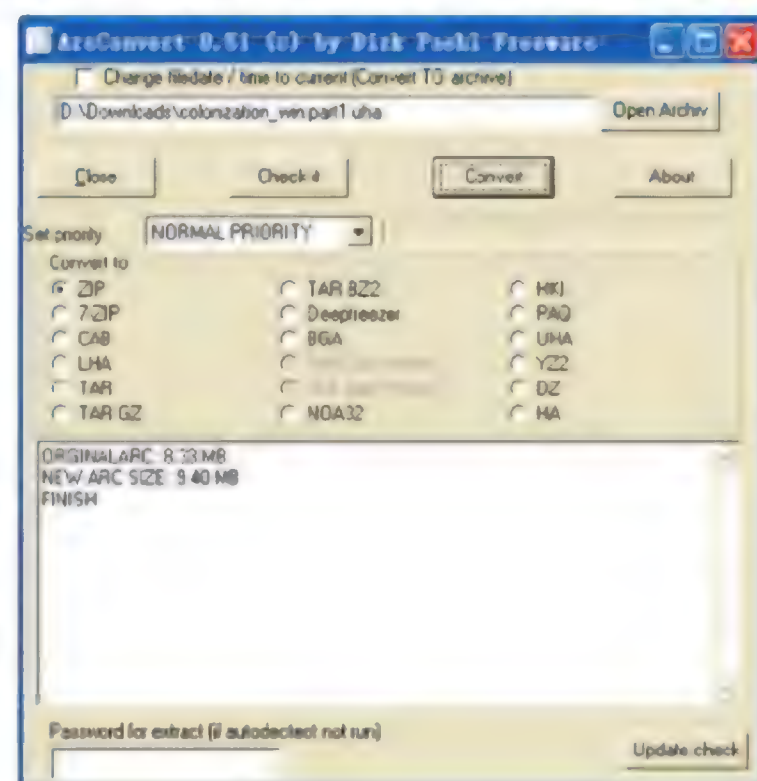 ArcConvert 0.51 (c) by Dirk Paehl Freeware
Change filedate / time to current (Convert TO archive)
D:\Downloads\colonization_win.part1.uha
Open Archiv
Close
Check it
Convert
About
Set priority
NORMAL PRIORITY
Convert to
ZIP
TAR BZ2
HKI
7-ZIP
Deepfreezer
PAQ
CAB
BGA
UHA
LHA
YZ2
TAR
DZ
TAR GZ
NOA32
HA
ORGINALARC: 8.33 MB
NEW ARC SIZE: 9.40 MB
FINISH
Password for extract (if autodectect not run)
Update check